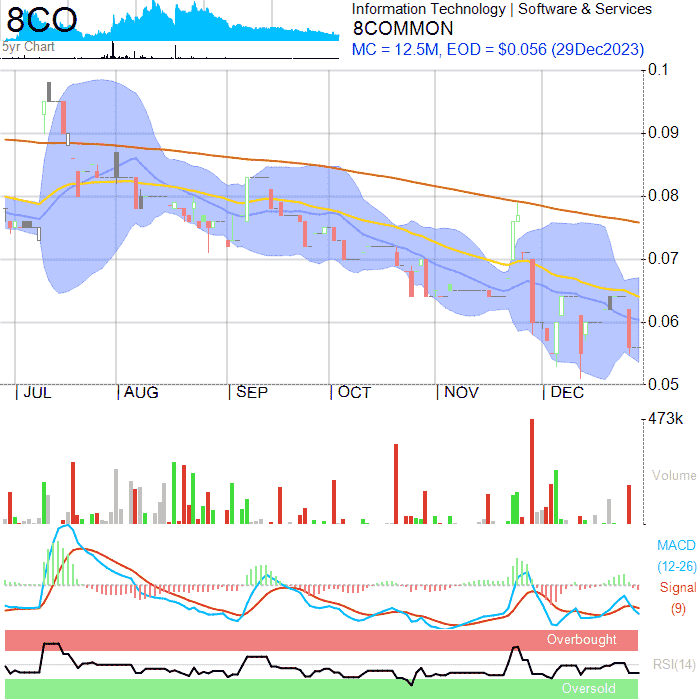 8CO
Information Technology | Software & Services
8COMMON
MC = 12.5M, EOD = $0.056 (29Dec2023)
5yr Chart
0.1
0.09
0.08
0.07
0.06
0.05
JUL AUG SEP OCT NOV DEC
473k
Volume
MACD
(12-26)
Signal
(9)
Overbought
RSI(14)
Oversold